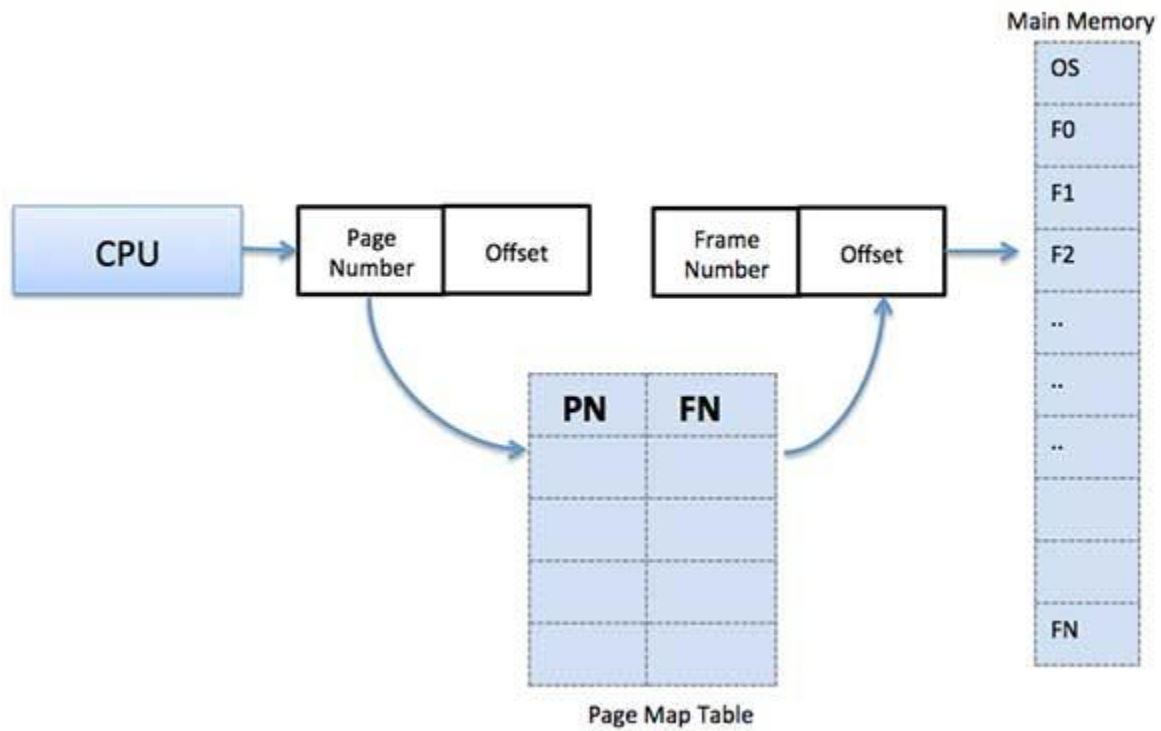 Main Memory
OS
F0
F1
F2
..
..
..
FN
CPU
Page
Number
Offset
Frame
Number
Offset
PN FN
Page Map Table